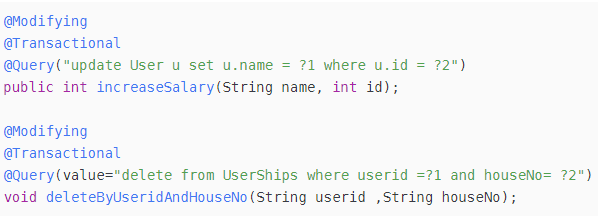 @Modifying
@Transactional
@Query("update User u set u.name = ?1 where u.id = ?2")
public int increaseSalary(String name, int id);
@Modifying
@Transactional
@Query(value="delete from UserShips where userid =?1 and houseNo= ?2")
void deleteByUseridAndHouseNo(String userid ,String houseNo);